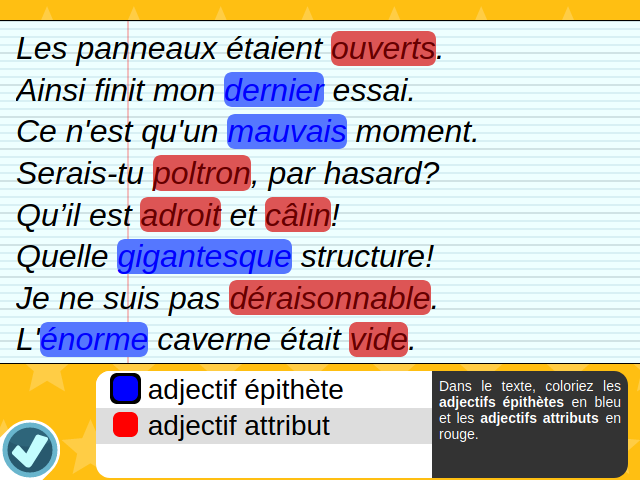 Les panneaux étaient ouverts.
Ainsi finit mon dernier essai.
Ce n'est qu'un mauvais moment.
Serais-tu poltron, par hasard?
Qu’il est adroit et câlin!
Quelle gigantesque structure!
Je ne suis pas déraisonnable.
L'énorme caverne était vide.
adjectif épithète
adjectif attribut
Dans le texte, coloriez les
adjectifs épithètes en bleu
et les adjectifs attributs en
rouge.